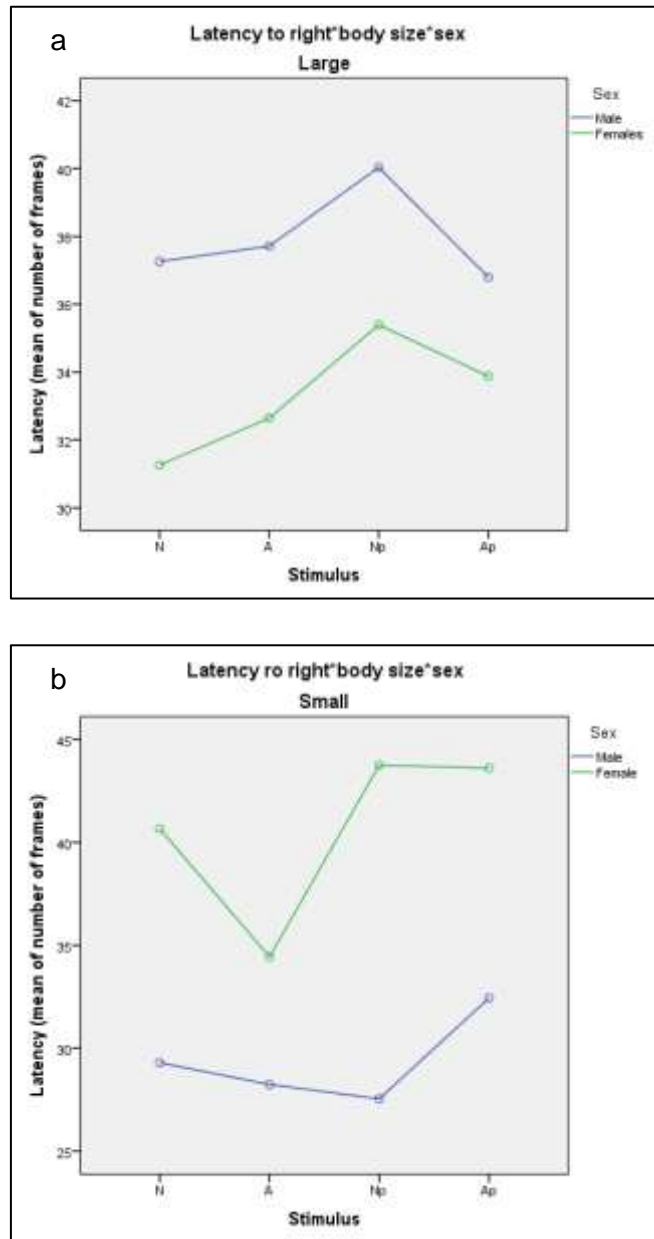 a
Latency to right*body size*sex
Large
Sex
Male
Females
42
40
38
36
34
32
30
Latency (mean of number of frames)
N A Np Ap
Stimulus
b
Latency ro right*body size*sex
Small
Sex
Male
Female
45
40
35
30
25
Latency (mean of number of frames)
N A Np Ap
Stimulus